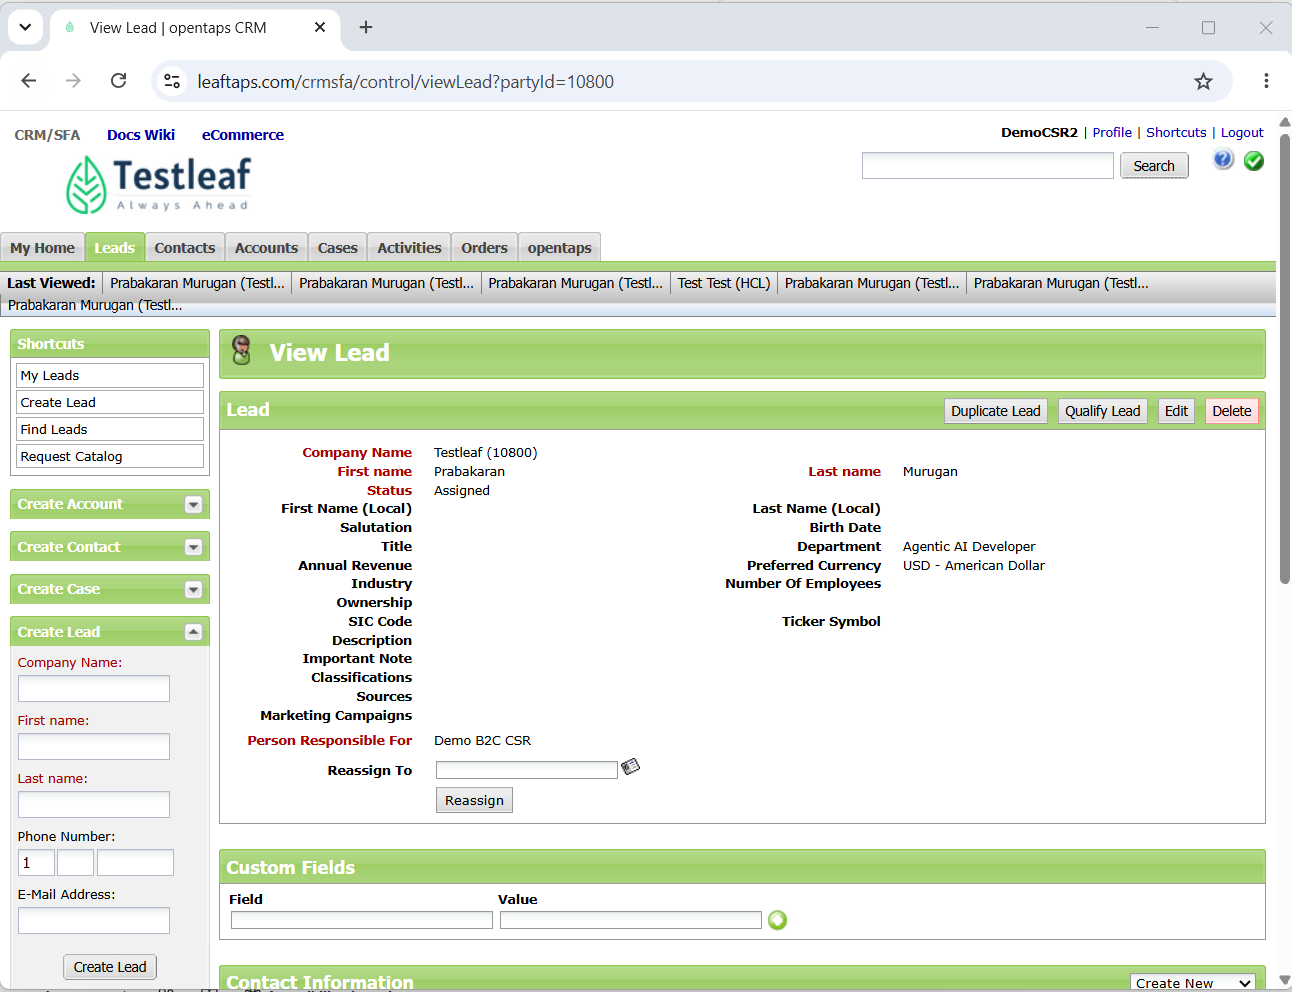 View Lead | opentaps CRM
leaftaps.com/crmsfa/control/viewLead?partyId=10800
CRM/SFA Docs Wiki eCommerce
DemoCSR2 | Profile | Shortcuts | Logout
Testleaf
Always Ahead
Search
My Home Leads Contacts Accounts Cases Activities Orders opentaps
Last Viewed: Prabakaran Murugan (Testl... Prabakaran Murugan (Testl... Prabakaran Murugan (Testl... Test Test (HCL) Prabakaran Murugan (Testl... Prabakaran Murugan (Testl...
Prabakaran Murugan (Testl...
Shortcuts
My Leads
Create Lead
Find Leads
Request Catalog
Create Account
Create Contact
Create Case
Create Lead
Company Name:
First name:
Last name:
Phone Number:
1
E-Mail Address:
Create Lead
View Lead
Lead
Duplicate Lead Qualify Lead Edit Delete
Company Name Testleaf (10800)
First name Prabakaran Last name Murugan
Status Assigned
First Name (Local) Last Name (Local)
Salutation Birth Date
Title Department Agentic AI Developer
Annual Revenue Preferred Currency USD - American Dollar
Industry Number Of Employees
Ownership
SIC Code Ticker Symbol
Description
Important Note
Classifications
Sources
Marketing Campaigns
Person Responsible For Demo B2C CSR
Reassign To
Reassign
Custom Fields
Field Value
Contact Information
Create New